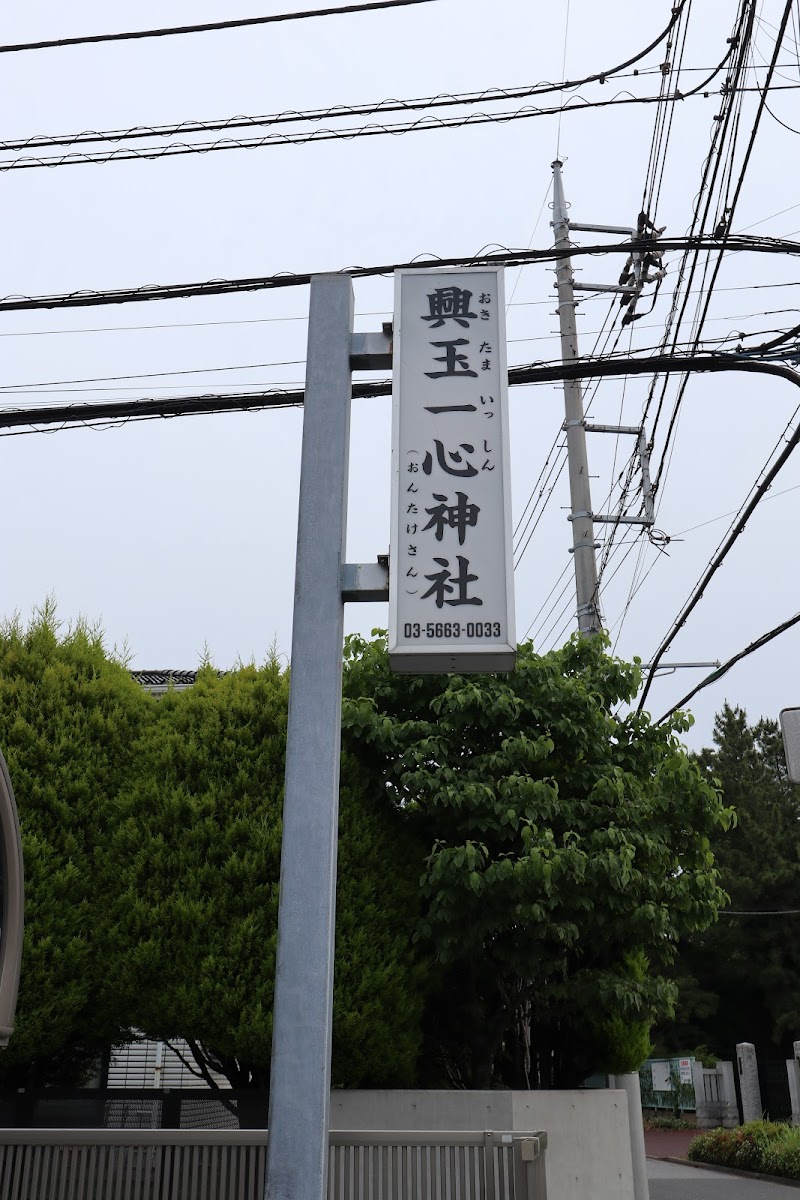 興玉一心神社
おき たま いっ しん
（おんたけさん）
03-5663-0033